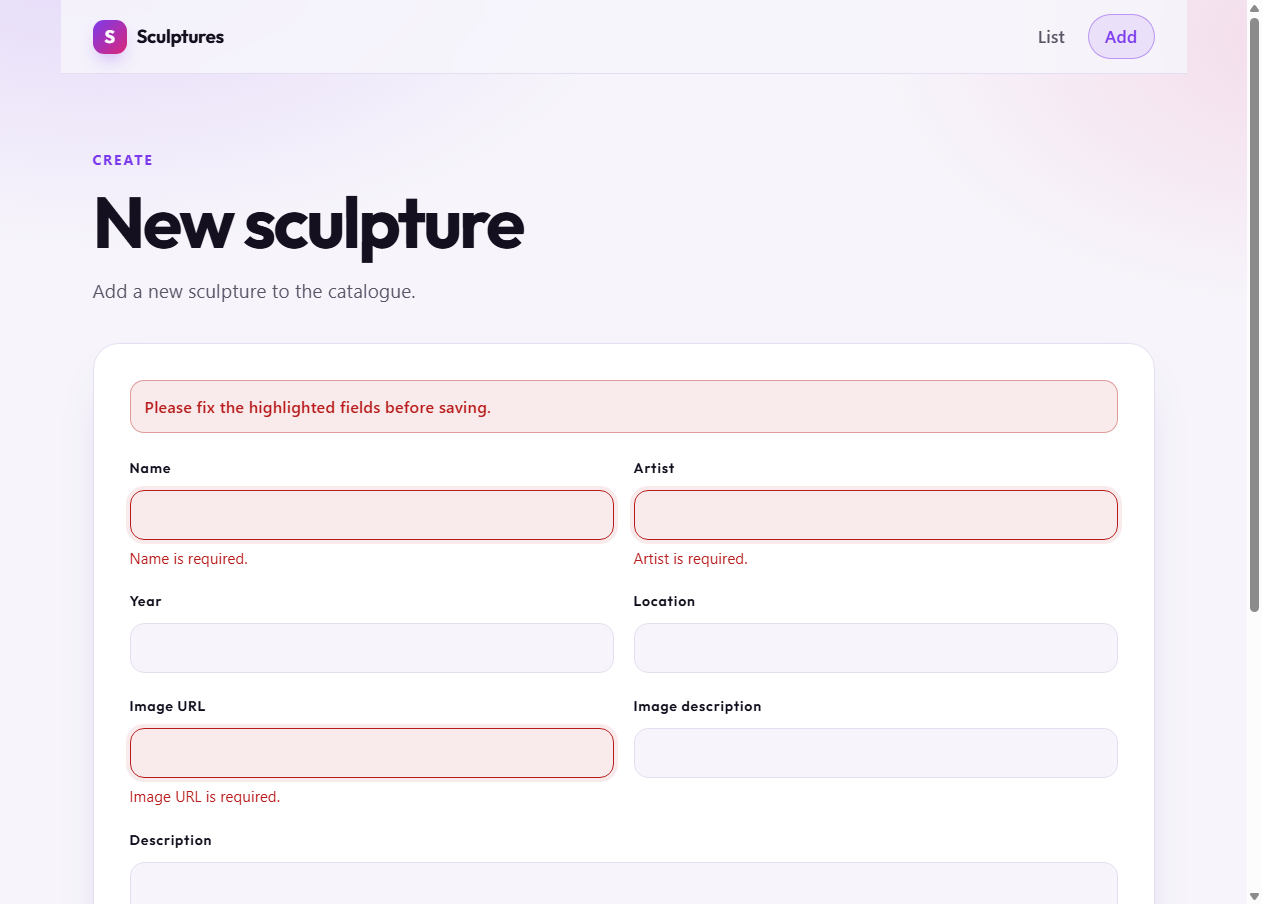 S Sculptures
List
Add
CREATE
New sculpture
Add a new sculpture to the catalogue.
Please fix the highlighted fields before saving.
Name
Artist
Name is required.
Artist is required.
Year
Location
Image URL
Image description
Image URL is required.
Description